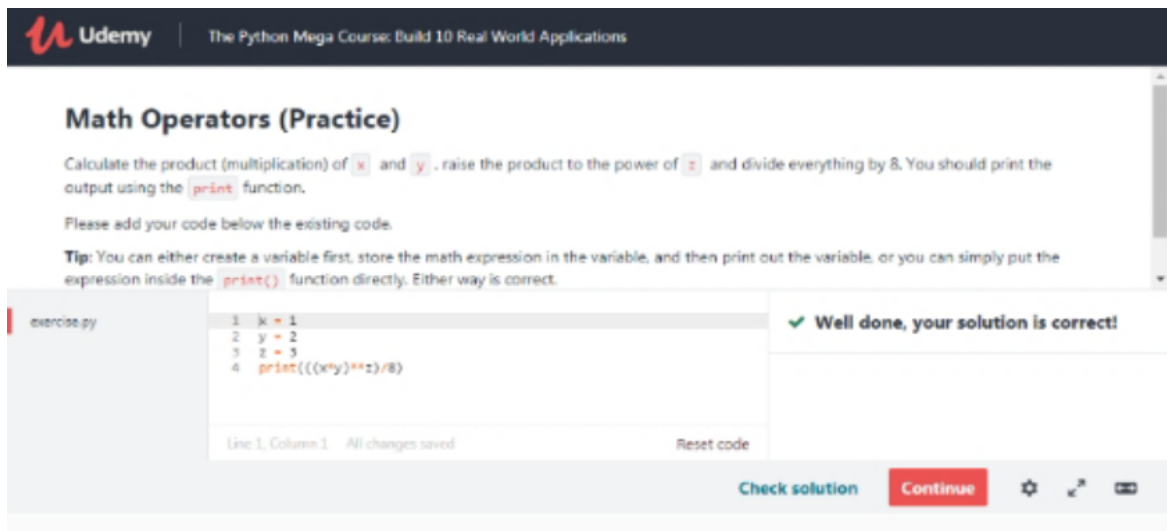 Udemy
The Python Mega Course: Build 10 Real World Applications
Math Operators (Practice)
Calculate the product (multiplication) of x and y , raise the product to the power of z and divide everything by 8. You should print the
output using the print function.
Please add your code below the existing code.
Tip: You can either create a variable first, store the math expression in the variable, and then print out the variable, or you can simply put the
expression inside the print() function directly. Either way is correct.
exercise.py
1 x = 1
2 y = 2
3 z = 3
4 print(((x*y)**z)/8)
Line 1, Column 1 All changes saved
Reset code
Well done, your solution is correct!
Check solution
Continue